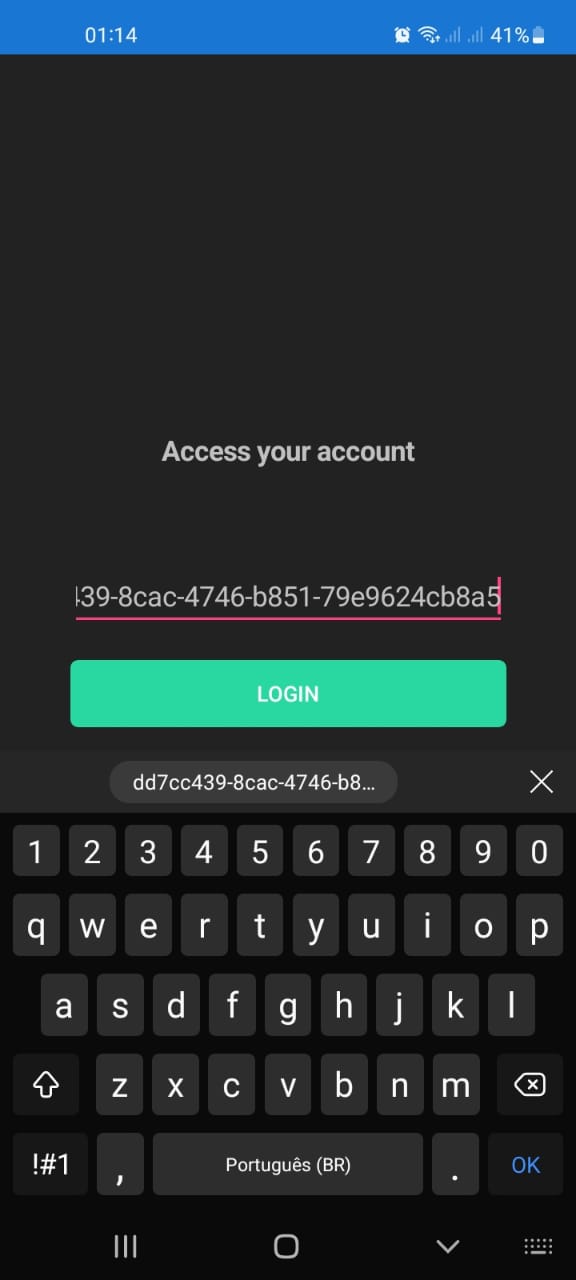 01:14
41%
Access your account
439-8cac-4746-b851-79e9624cb8a5
LOGIN
dd7cc439-8cac-4746-b8...
1 2 3 4 5 6 7 8 9 0
q w e r t y u i o p
a s d f g h j k l
z x c v b n m
!#1 , Português (BR) . OK